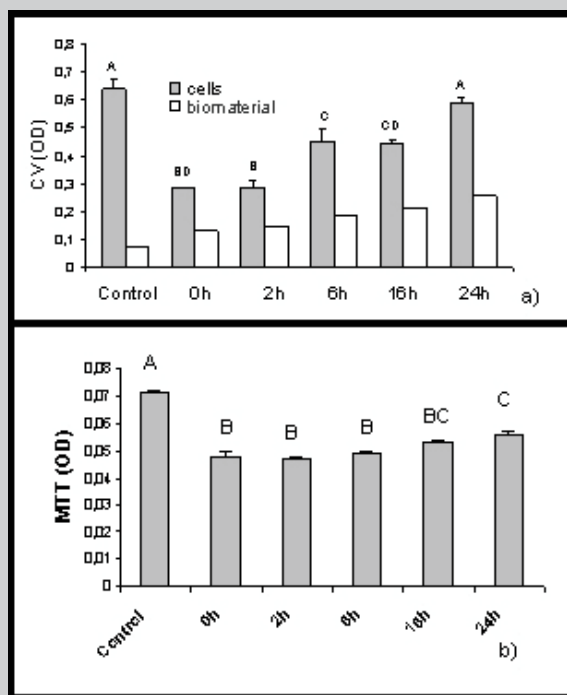 0,8
0,7
0,6
0,5
0,4
0,3
0,2
0,1
0
CV(OD)
cells
biomaterial
A
BD
B
C
CD
A
Control 0h 2h 6h 16h 24h
a)
0,08
0,07
0,06
0,05
0,04
0,03
0,02
0,01
0
MTT (OD)
A
B
B
B
BC
C
Control 0h 2h 6h 16h 24h
b)